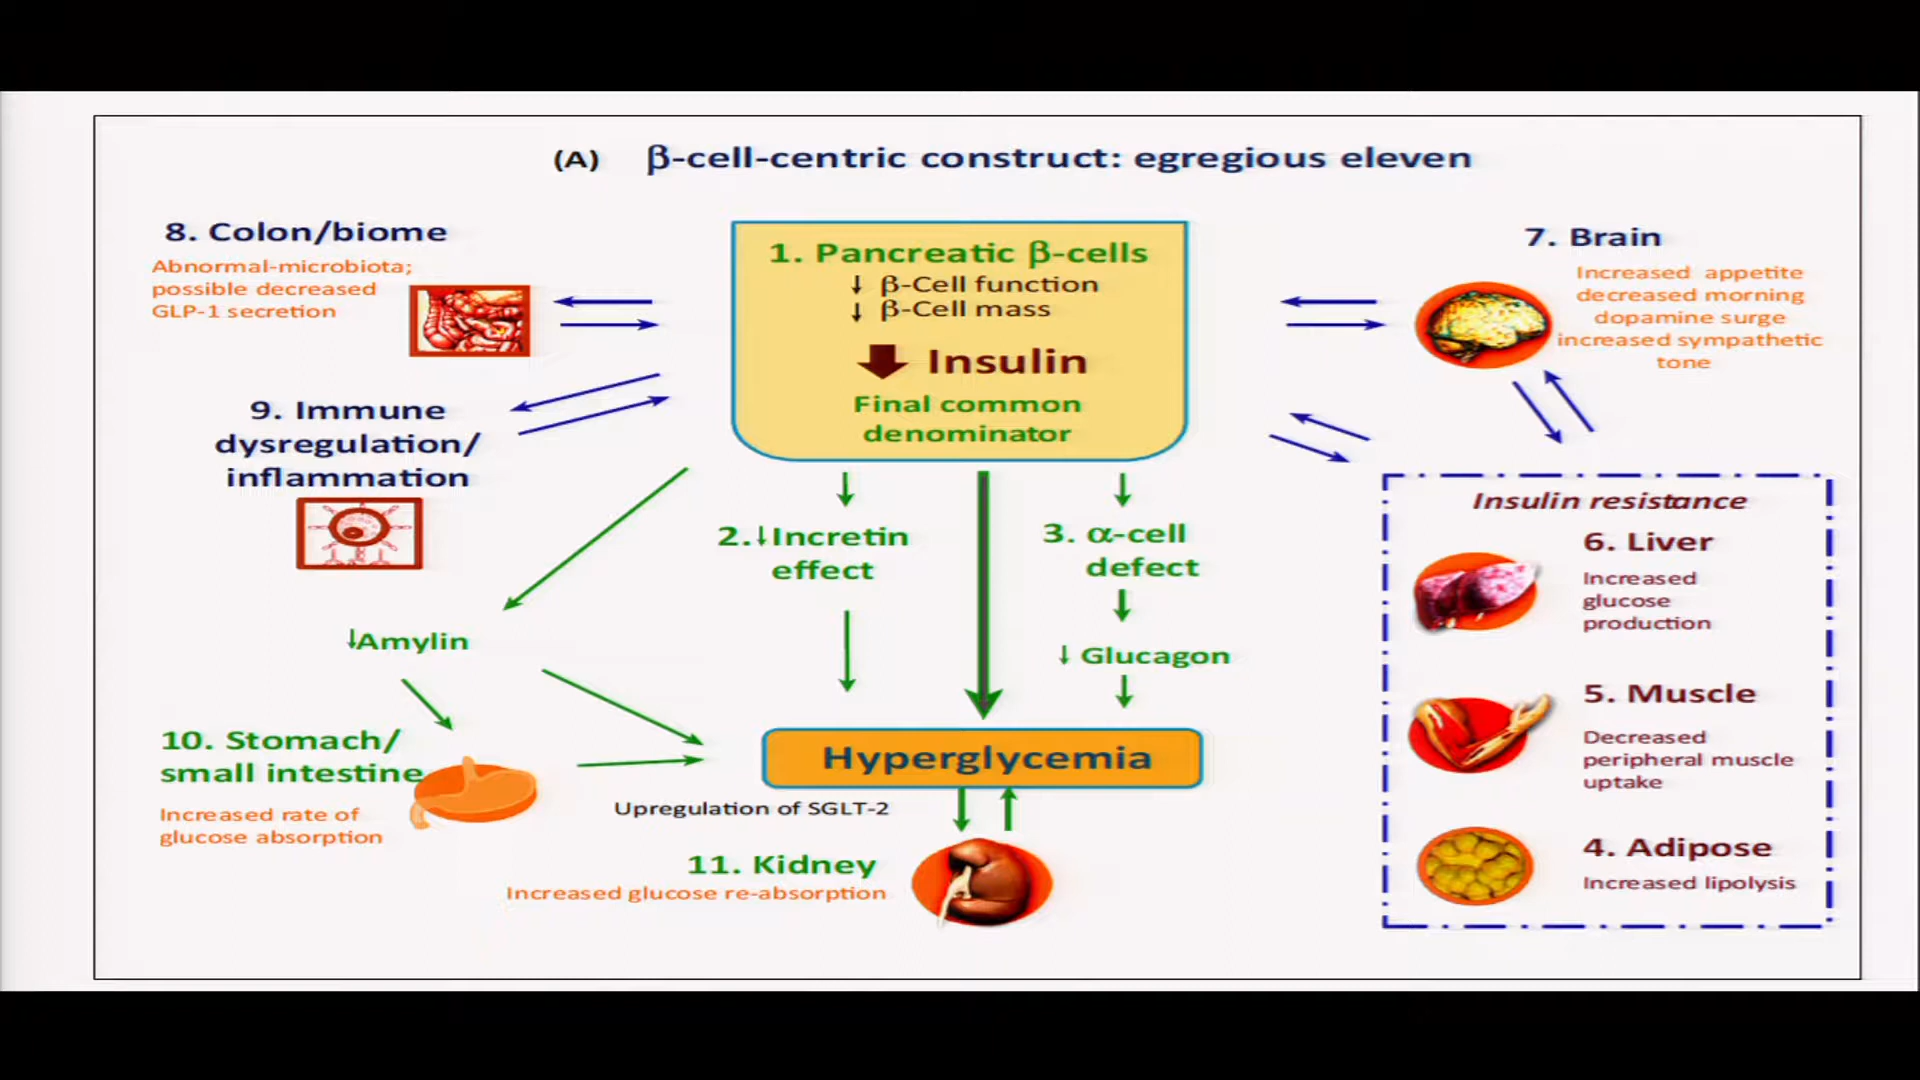 (A) β-cell-centric construct: egregious eleven
8. Colon/biome
Abnormal-microbiota;
possible decreased
GLP-1 secretion
1. Pancreatic β-cells
↓ β-Cell function
↓ β-Cell mass
Insulin
Final common
denominator
7. Brain
Increased appetite
decreased morning
dopamine surge
increased sympathetic
tone
9. Immune
dysregulation/
inflammation
2.↓Incretin
effect
3. α-cell
defect
↓ Glucagon
↓Amylin
10. Stomach/
small intestine
Increased rate of
glucose absorption
Hyperglycemia
Upregulation of SGLT-2
11. Kidney
Increased glucose re-absorption
Insulin resistance
6. Liver
Increased
glucose
production
5. Muscle
Decreased
peripheral muscle
uptake
4. Adipose
Increased lipolysis